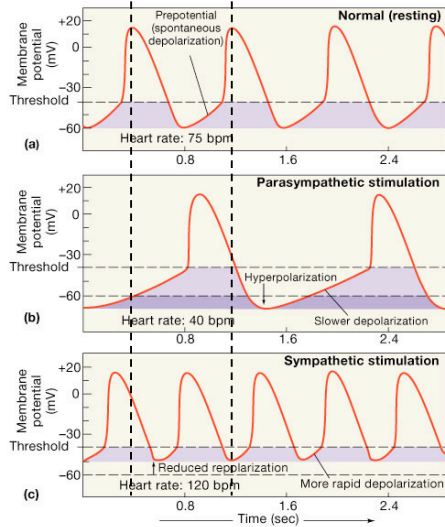 Normal (resting)
Prepotential
(spontaneous
depolarization)
Membrane
potential
(mV)
+20
0
−30
Threshold
−60
(a)
Heart rate: 75 bpm
0.8
1.6
2.4
Parasympathetic stimulation
Membrane
potential
(mV)
+20
0
−30
Threshold
−60
Hyperpolarization
Slower depolarization
(b)
Heart rate: 40 bpm
0.8
1.6
2.4
Sympathetic stimulation
Membrane
potential
(mV)
+20
0
−30
Threshold
−60
Reduced repolarization
More rapid depolarization
(c)
Heart rate: 120 bpm
0.8
1.6
2.4
Time (sec)